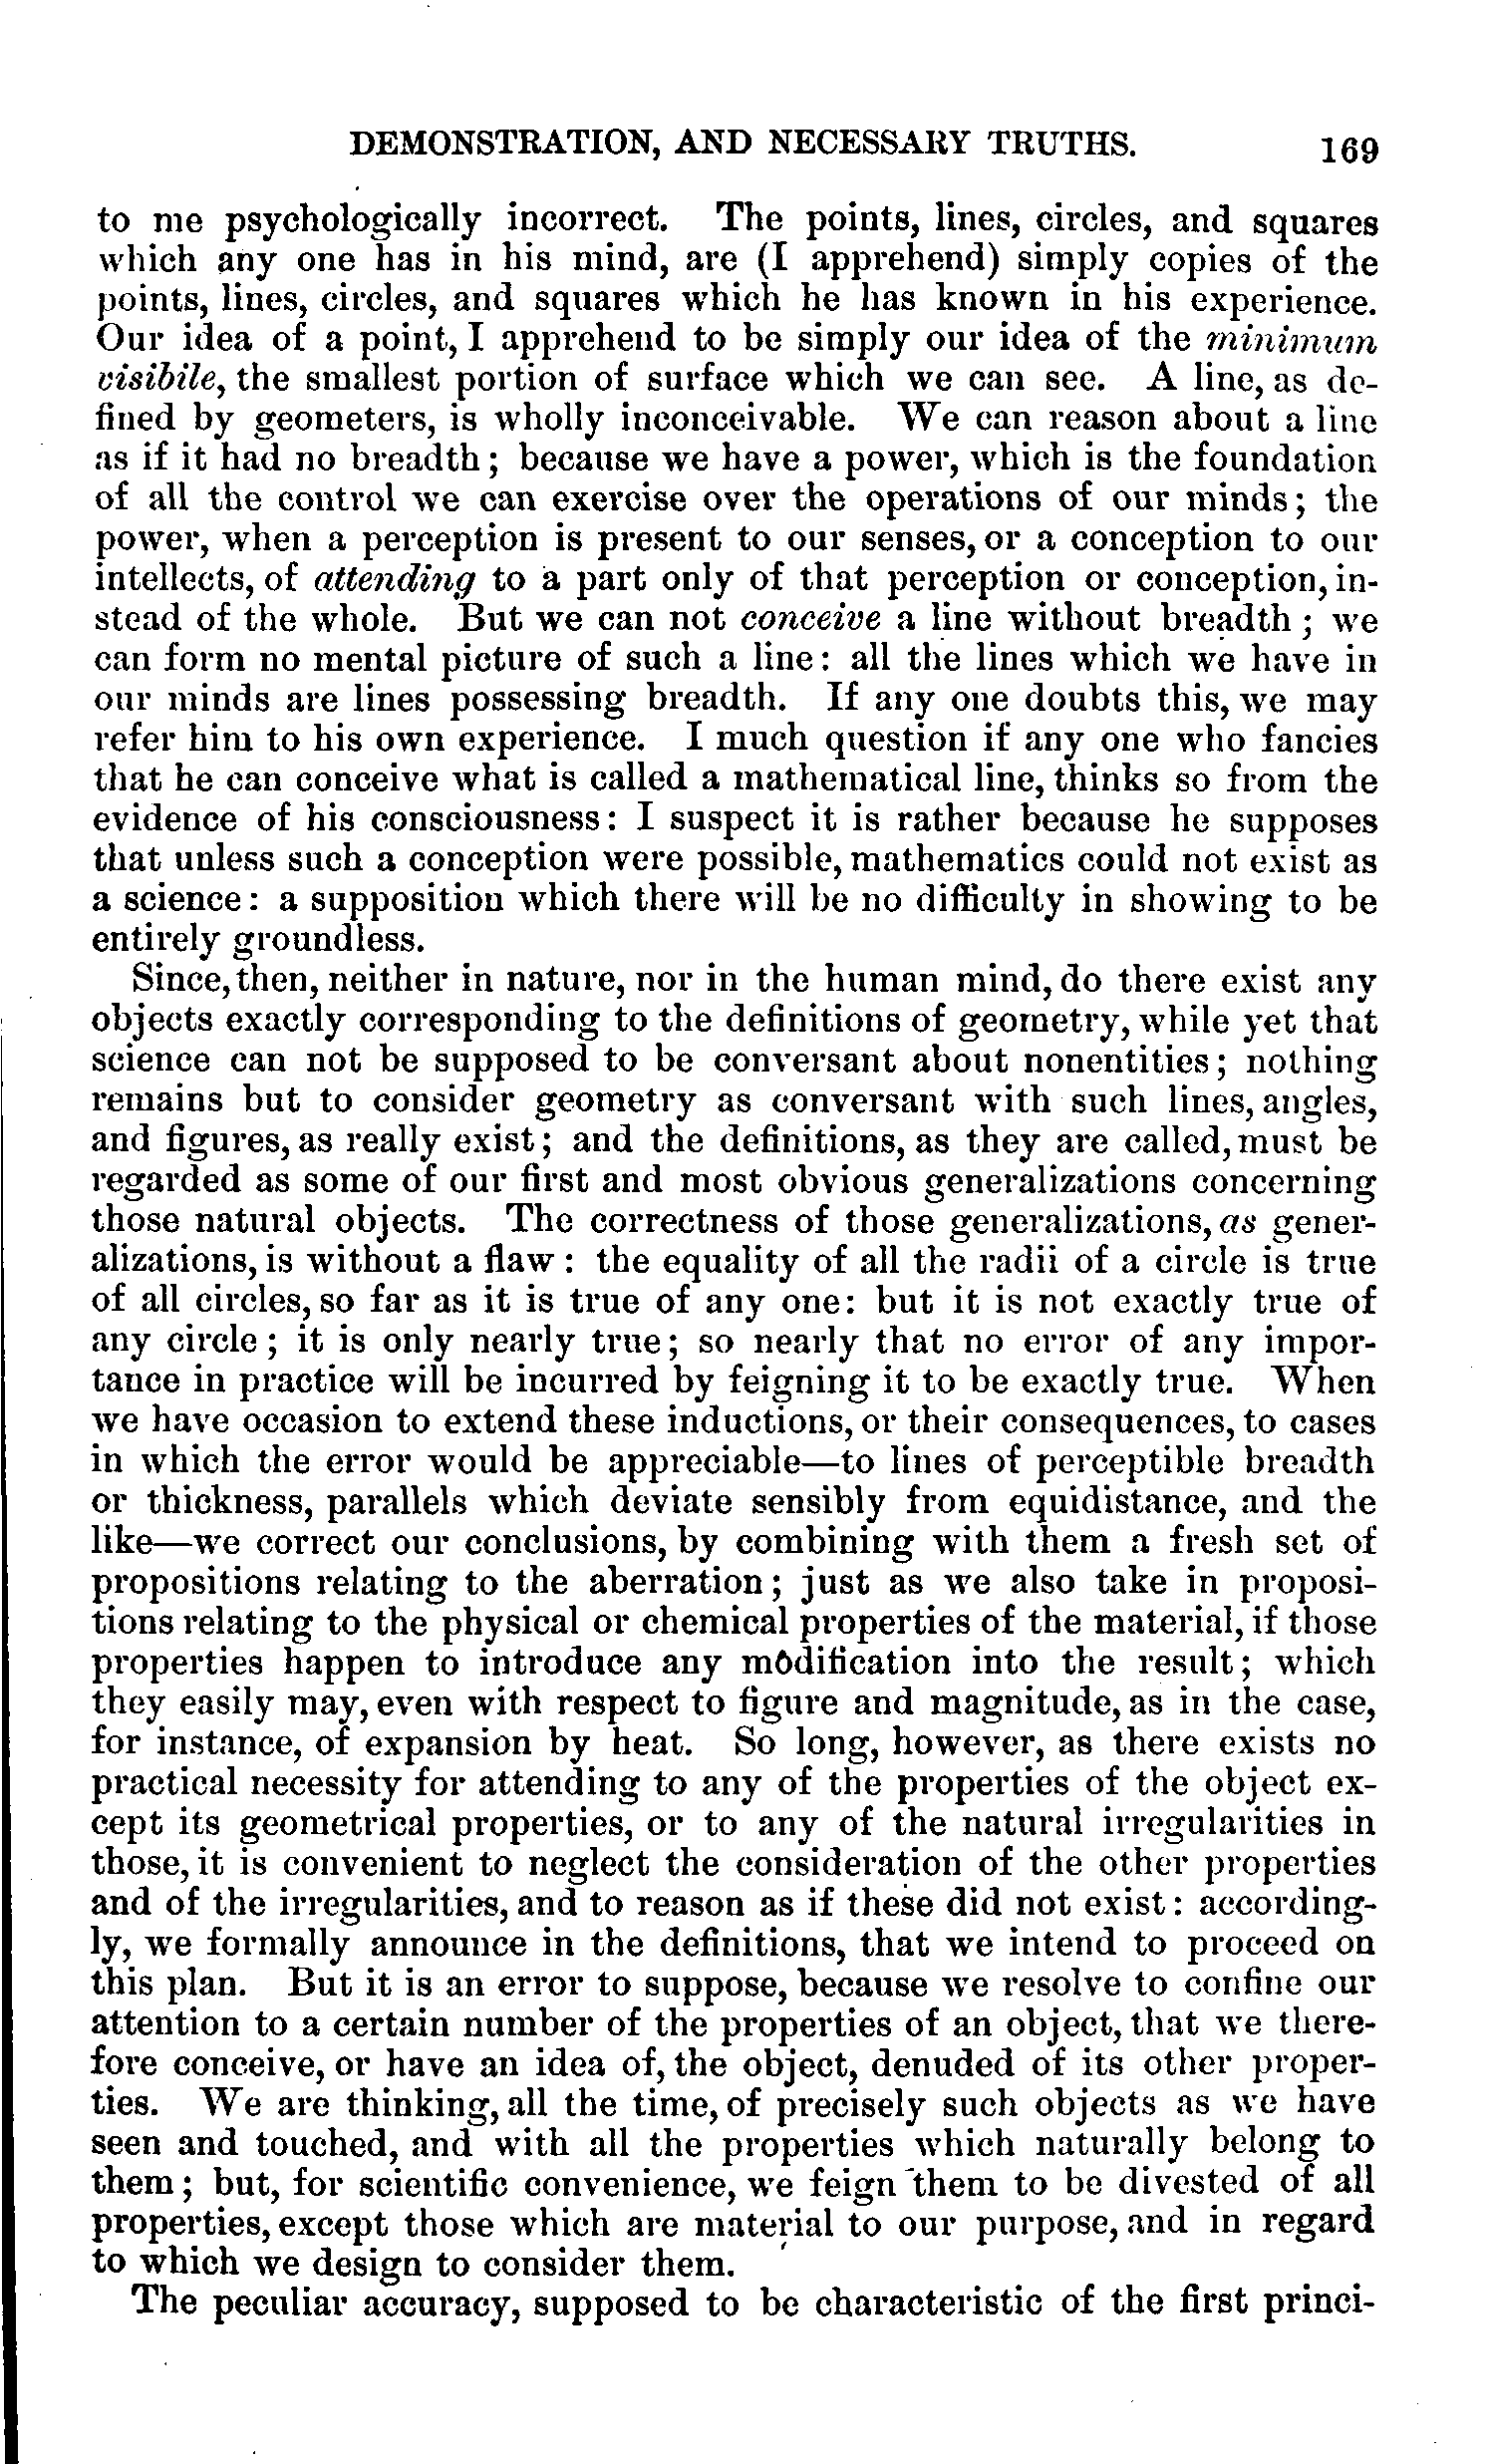 DEMONSTRATION, AND NECESSARY TRUTHS. 169
to me psychologically incorrect. The points, lines, circles, and squares
which any one has in his mind, are (I apprehend) simply copies of the
points, lines, circles, and squares which he has known in his experience.
Our idea of a point, I apprehend to be simply our idea of the minimum
visibile, the smallest portion of surface which we can see. A line, as de-
fined by geometers, is wholly inconceivable. We can reason about a line
as if it had no breadth; because we have a power, which is the foundation
of all the control we can exercise over the operations of our minds; the
power, when a perception is present to our senses, or a conception to our
intellects, of attending to a part only of that perception or conception, in-
stead of the whole. But we can not conceive a line without breadth; we
can form no mental picture of such a line: all the lines which we have in
our minds are lines possessing breadth. If any one doubts this, we may
refer him to his own experience. I much question if any one who fancies
that he can conceive what is called a mathematical line, thinks so from the
evidence of his consciousness: I suspect it is rather because he supposes
that unless such a conception were possible, mathematics could not exist as
a science: a supposition which there will be no difficulty in showing to be
entirely groundless.
Since, then, neither in nature, nor in the human mind, do there exist any
objects exactly corresponding to the definitions of geometry, while yet that
science can not be supposed to be conversant about nonentities; nothing
remains but to consider geometry as conversant with such lines, angles,
and figures, as really exist; and the definitions, as they are called, must be
regarded as some of our first and most obvious generalizations concerning
those natural objects. The correctness of those generalizations, as gener-
alizations, is without a flaw: the equality of all the radii of a circle is true
of all circles, so far as it is true of any one: but it is not exactly true of
any circle; it is only nearly true; so nearly that no error of any impor-
tance in practice will be incurred by feigning it to be exactly true. When
we have occasion to extend these inductions, or their consequences, to cases
in which the error would be appreciable—to lines of perceptible breadth
or thickness, parallels which deviate sensibly from equidistance, and the
like—we correct our conclusions, by combining with them a fresh set of
propositions relating to the aberration; just as we also take in proposi-
tions relating to the physical or chemical properties of the material, if those
properties happen to introduce any modification into the result; which
they easily may, even with respect to figure and magnitude, as in the case,
for instance, of expansion by heat. So long, however, as there exists no
practical necessity for attending to any of the properties of the object ex-
cept its geometrical properties, or to any of the natural irregularities in
those, it is convenient to neglect the consideration of the other properties
and of the irregularities, and to reason as if these did not exist: according-
ly, we formally announce in the definitions, that we intend to proceed on
this plan. But it is an error to suppose, because we resolve to confine our
attention to a certain number of the properties of an object, that we there-
fore conceive, or have an idea of, the object, denuded of its other proper-
ties. We are thinking, all the time, of precisely such objects as we have
seen and touched, and with all the properties which naturally belong to
them; but, for scientific convenience, we feign them to be divested of all
properties, except those which are material to our purpose, and in regard
to which we design to consider them.
The peculiar accuracy, supposed to be characteristic of the first princi-